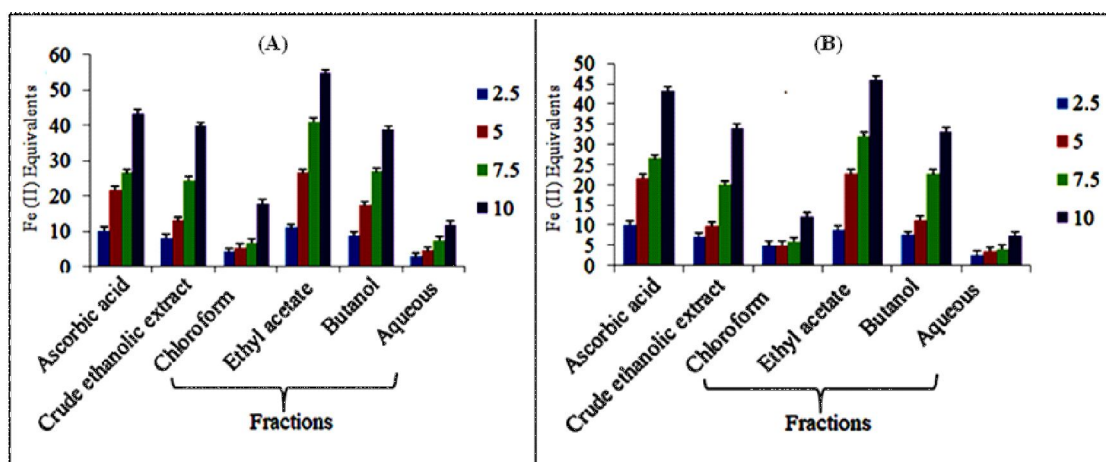 (A)
Fe (II) Equivalents
60
50
40
30
20
10
0
2.5
5
7.5
10
Ascorbic acid
Crude ethanolic extract
Chloroform
Ethyl acetate
Butanol
Aqueous
Fractions
(B)
Fe (II) Equivalents
50
45
40
35
30
25
20
15
10
5
0
2.5
5
7.5
10
Ascorbic acid
Crude ethanolic extract
Chloroform
Ethyl acetate
Butanol
Aqueous
Fractions